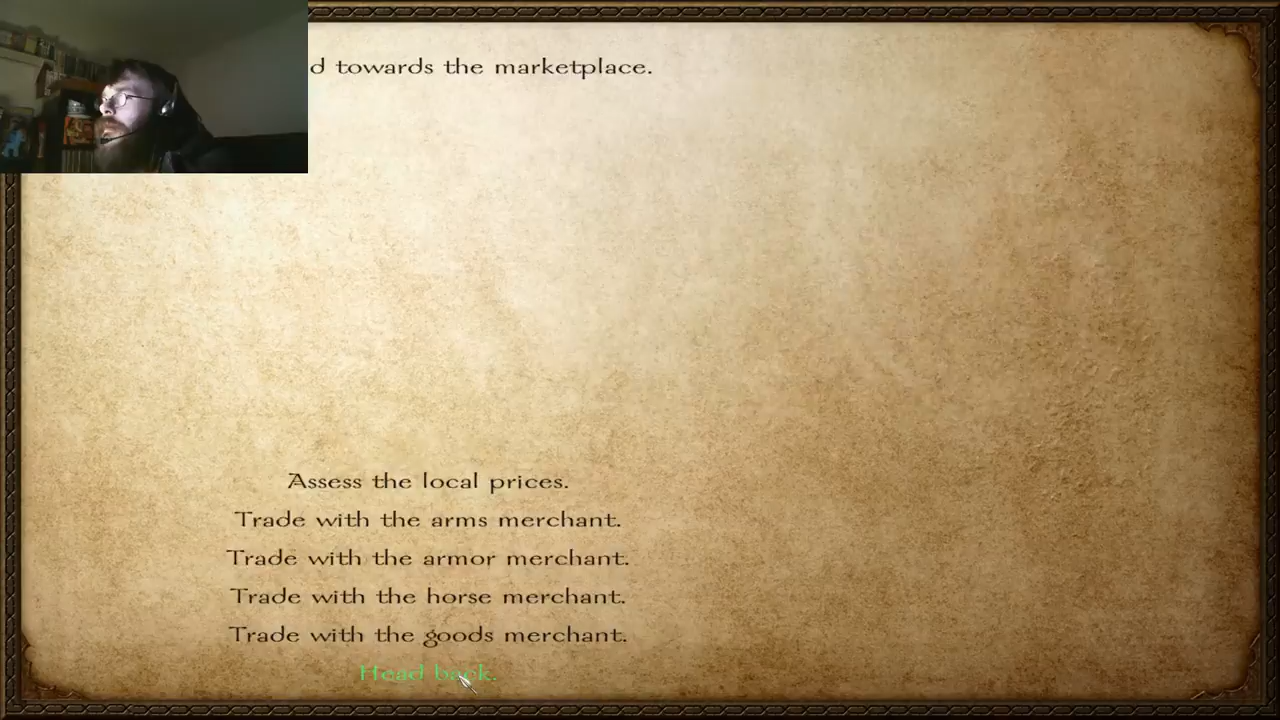 d towards the marketplace.
Assess the local prices.
Trade with the arms merchant.
Trade with the armor merchant.
Trade with the horse merchant.
Trade with the goods merchant.
Head back.